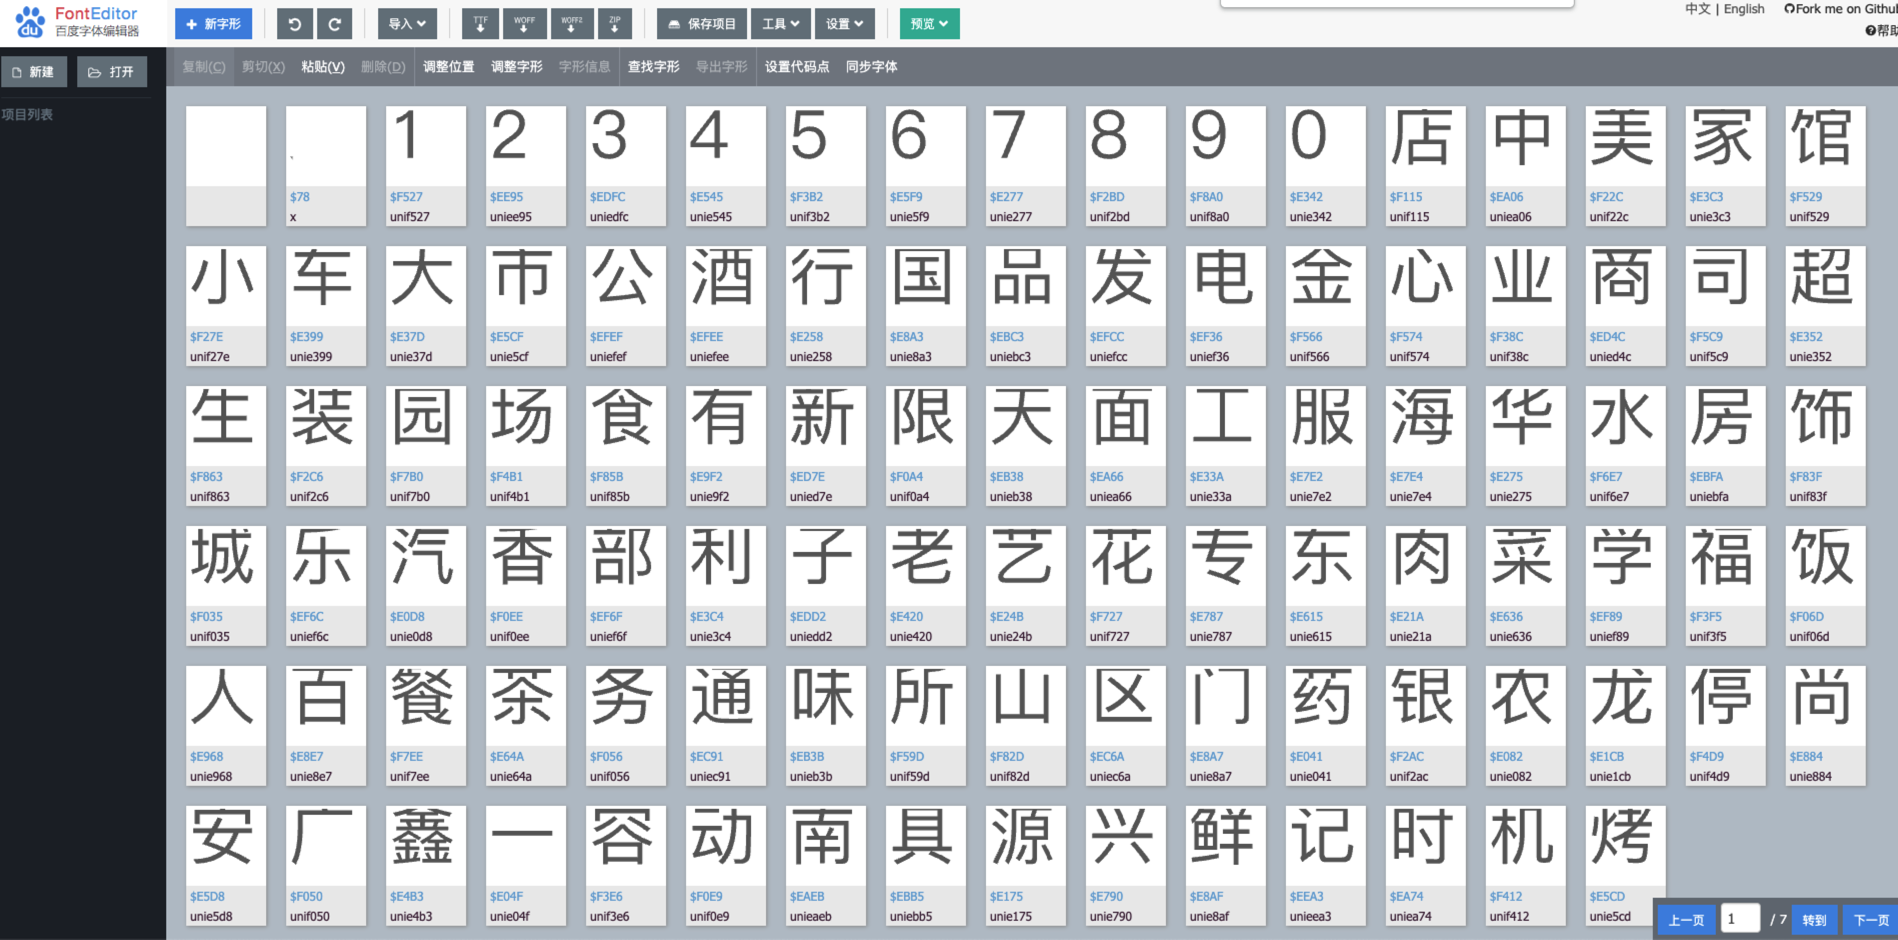 FontEditor
百度字体编辑器
+ 新字形
导入
TTF
WOFF
WOFF2
ZIP
保存项目
工具
设置
预览
中文 | English
Fork me on Github
帮助
新建
打开
复制(C) 剪切(X) 粘贴(V) 删除(D) 调整位置 调整字形 字形信息 查找字形 导出字形 设置代码点 同步字体
项目列表
1 2 3 4 5 6 7 8 9 0 店 中 美 家 馆
$78 $F527 $EE95 $EDFC $E545 $F3B2 $E5F9 $E277 $F2BD $F8A0 $E342 $F115 $EA06 $F22C $E3C3 $F529
x unif527 uniee95 uniedfc unie545 unif3b2 unie5f9 unie277 unif2bd unif8a0 unie342 unif115 uniea06 unif22c unie3c3 unif529
小 车 大 市 公 酒 行 国 品 发 电 金 心 业 商 司 超
$F27E $E399 $E37D $E5CF $EFEF $EFEE $E258 $E8A3 $EBC3 $EFCC $EF36 $F566 $F574 $F38C $ED4C $F5C9 $E352
unif27e unie399 unie37d unie5cf uniefef uniefee unie258 unie8a3 uniebc3 uniefcc unief36 unif566 unif574 unif38c unied4c unif5c9 unie352
生 装 园 场 食 有 新 限 天 面 工 服 海 华 水 房 饰
$F863 $F2C6 $F7B0 $F4B1 $F85B $E9F2 $ED7E $F0A4 $EB38 $EA66 $E33A $E7E2 $E7E4 $E275 $F6E7 $EBFA $F83F
unif863 unif2c6 unif7b0 unif4b1 unif85b unie9f2 unied7e unif0a4 unieb38 uniea66 unie33a unie7e2 unie7e4 unie275 unif6e7 uniebfa unif83f
城 乐 汽 香 部 利 子 老 艺 花 专 东 肉 菜 学 福 饭
$F035 $EF6C $E0D8 $F0EE $EF6F $E3C4 $EDD2 $E420 $E24B $F727 $E787 $E615 $E21A $E636 $EF89 $F3F5 $F06D
unif035 unief6c unie0d8 unif0ee unief6f unie3c4 uniedd2 unie420 unie24b unif727 unie787 unie615 unie21a unie636 unief89 unif3f5 unif06d
人 百 餐 茶 务 通 味 所 山 区 门 药 银 农 龙 停 尚
$E968 $E8E7 $F7EE $E64A $F056 $EC91 $EB3B $F59D $F82D $EC6A $E8A7 $E041 $F2AC $E082 $E1CB $F4D9 $E884
unie968 unie8e7 unif7ee unie64a unif056 uniec91 unieb3b unif59d unif82d uniec6a unie8a7 unie041 unif2ac unie082 unie1cb unif4d9 unie884
安 广 鑫 一 容 动 南 具 源 兴 鲜 记 时 机 烤
$E5D8 $F050 $E4B3 $E04F $F3E6 $F0E9 $EAEB $EBB5 $E175 $E790 $E8AF $EEA3 $EA74 $F412 $E5CD
unie5d8 unif050 unie4b3 unie04f unif3e6 unif0e9 unieaeb uniebb5 unie175 unie790 unie8af unieea3 uniea74 unif412 unie5cd
上一页 1 / 7 转到 下一页